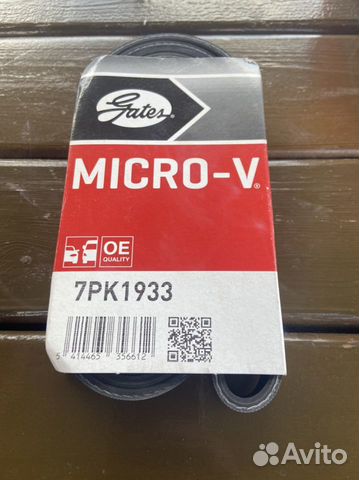 Gates
MICRO-V®
OE
QUALITY
7PK1933
5 414465 356612
Avito